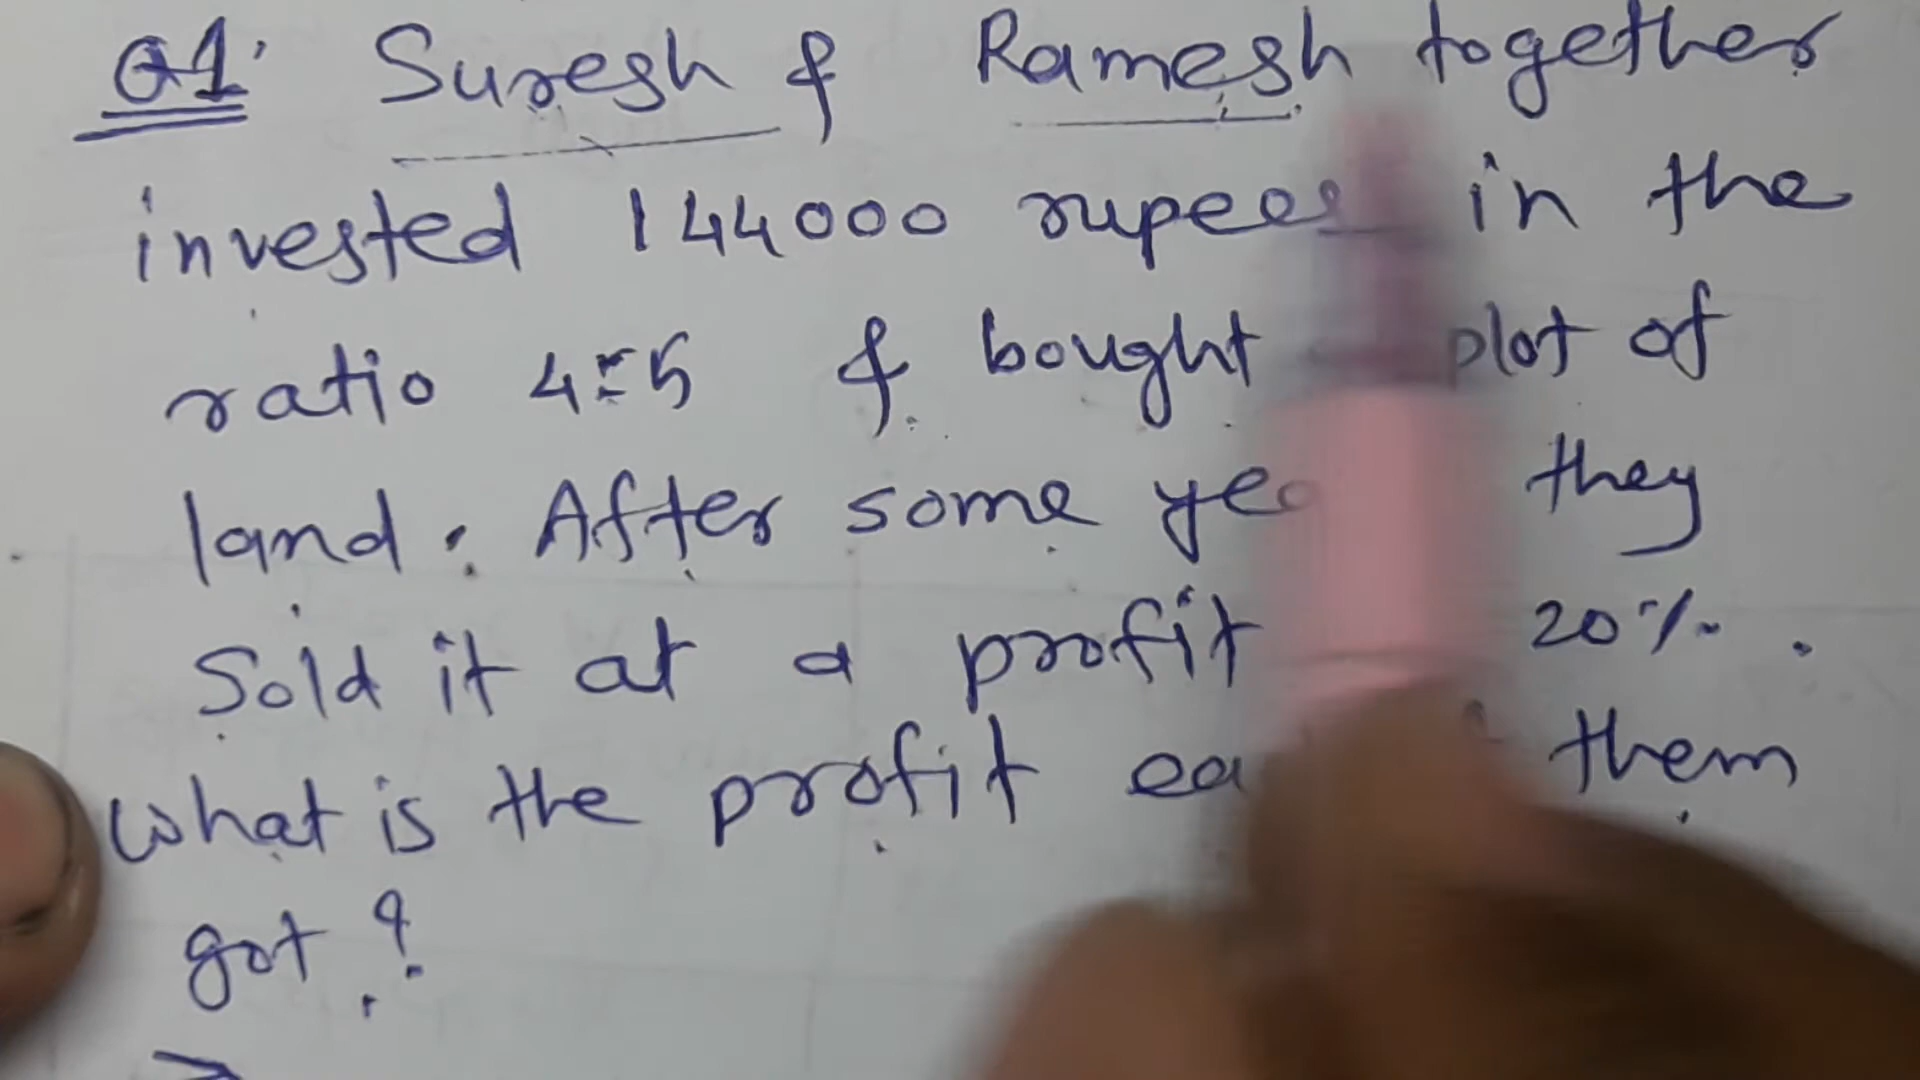 Q1. Suresh & Ramesh together
invested 144000 rupees in the
ratio 4:5 & bought plot of
land. After some they
sold it at a profit 20%.
What is the profit them
got?